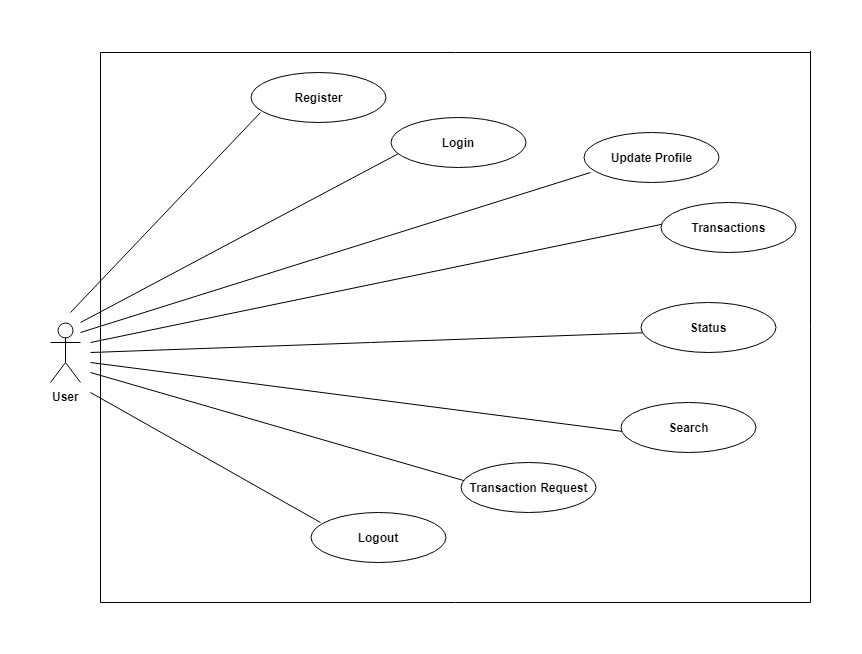 Register
Login
Update Profile
Transactions
Status
User
Search
Transaction Request
Logout